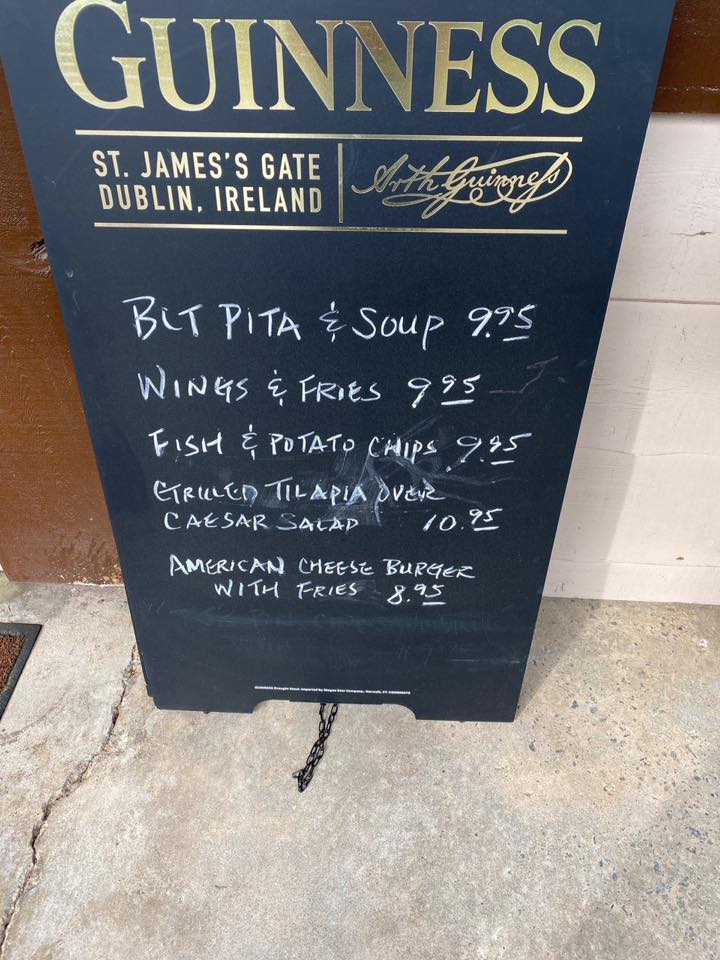 GUINNESS
ST. JAMES'S GATE
DUBLIN, IRELAND
Arth Guinness
BLT PITA & SOUP 9.95
WINGS & FRIES 9.95
FISH & POTATO CHIPS 9.95
GRILLED TILAPIA OVER
CAESAR SALAD 10.95
AMERICAN CHEESE BURGER
WITH FRIES 8.95